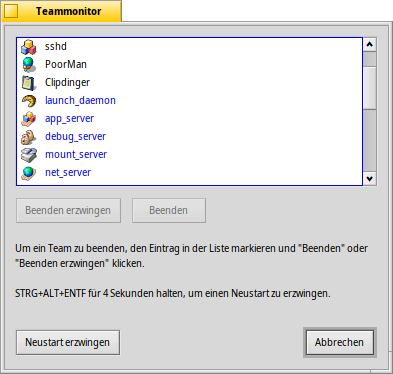 Teammonitor
sshd
PoorMan
Clipdinger
launch_daemon
app_server
debug_server
mount_server
net_server
Beenden erzwingen Beenden
Um ein Team zu beenden, den Eintrag in der Liste markieren und "Beenden" oder
"Beenden erzwingen" klicken.
STRG+ALT+ENTF für 4 Sekunden halten, um einen Neustart zu erzwingen.
Neustart erzwingen Abbrechen